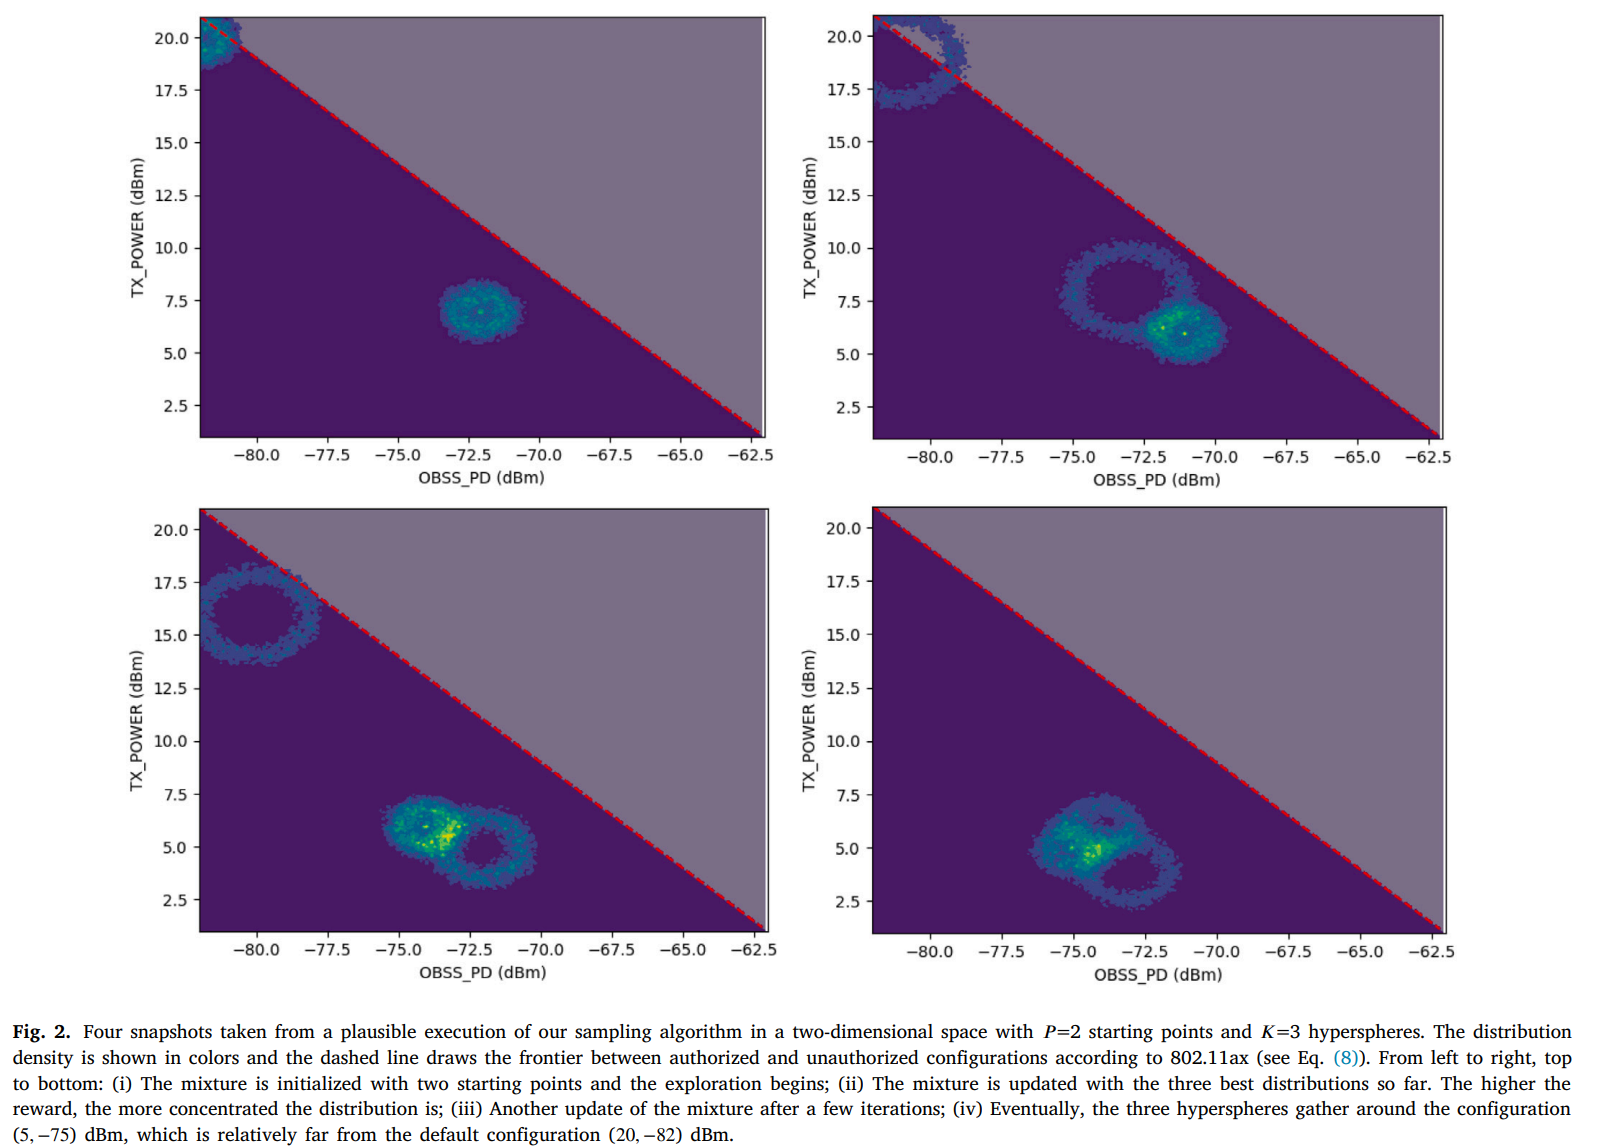 20.0
17.5
15.0
12.5
10.0
7.5
5.0
2.5
TX_POWER (dBm)
−80.0 −77.5 −75.0 −72.5 −70.0 −67.5 −65.0 −62.5
OBSS_PD (dBm)
20.0
17.5
15.0
12.5
10.0
7.5
5.0
2.5
TX_POWER (dBm)
−80.0 −77.5 −75.0 −72.5 −70.0 −67.5 −65.0 −62.5
OBSS_PD (dBm)
20.0
17.5
15.0
12.5
10.0
7.5
5.0
2.5
TX_POWER (dBm)
−80.0 −77.5 −75.0 −72.5 −70.0 −67.5 −65.0 −62.5
OBSS_PD (dBm)
20.0
17.5
15.0
12.5
10.0
7.5
5.0
2.5
TX_POWER (dBm)
−80.0 −77.5 −75.0 −72.5 −70.0 −67.5 −65.0 −62.5
OBSS_PD (dBm)
Fig. 2. Four snapshots taken from a plausible execution of our sampling algorithm in a two-dimensional space with P=2 starting points and K=3 hyperspheres. The distribution
density is shown in colors and the dashed line draws the frontier between authorized and unauthorized configurations according to 802.11ax (see Eq. (8)). From left to right, top
to bottom: (i) The mixture is initialized with two starting points and the exploration begins; (ii) The mixture is updated with the three best distributions so far. The higher the
reward, the more concentrated the distribution is; (iii) Another update of the mixture after a few iterations; (iv) Eventually, the three hyperspheres gather around the configuration
(5, −75) dBm, which is relatively far from the default configuration (20, −82) dBm.